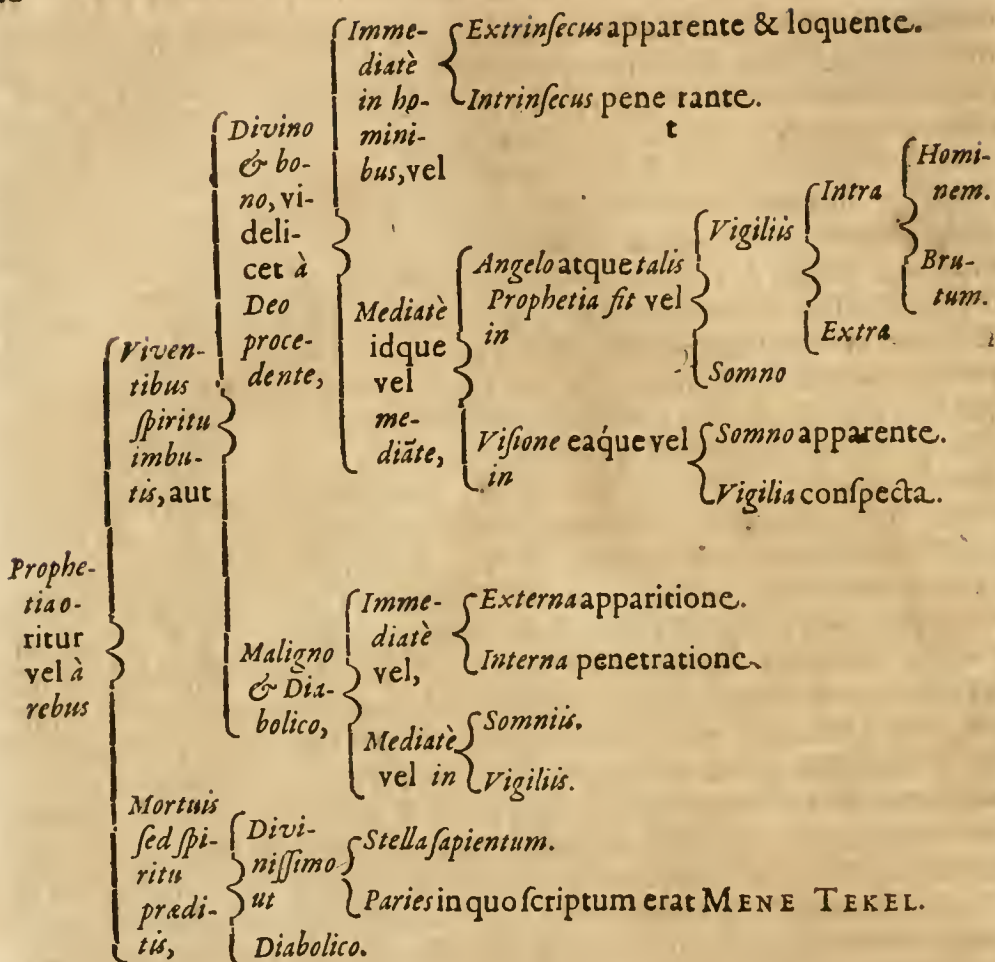 Prophe-
tia o-
ritur
vel à
rebus
Viven-
tibus
ſpiritu
imbu-
tis, aut
Divino
& bo-
no, vi-
deli-
cet à
Deo
proce-
dente,
Imme-
diatè
in ho-
mini-
bus, vel
Extrinſecus apparente & loquente.
Intrinſecus pene rante.
t
Mediatè
idque
vel
me-
diāte,
Angelo atque talis
Prophetia fit vel
in
Vigiliis
Intra
Homi-
nem.
Bru-
tum.
Extra
Somno
Viſione eáque vel
in
Somno apparente.
Vigilia conſpecta.
Maligno
& Dia-
bolico,
Imme-
diatè
vel,
Externa apparitione.
Interna penetratione
Mediatè
vel in
Somniis.
Vigiliis.
Mortuis
ſed ſpi-
ritu
prædi-
tis,
Divi-
niſſimo
ut
Stella ſapientum.
Paries in quo ſcriptum erat MENE TEKEL.
Diabolico.